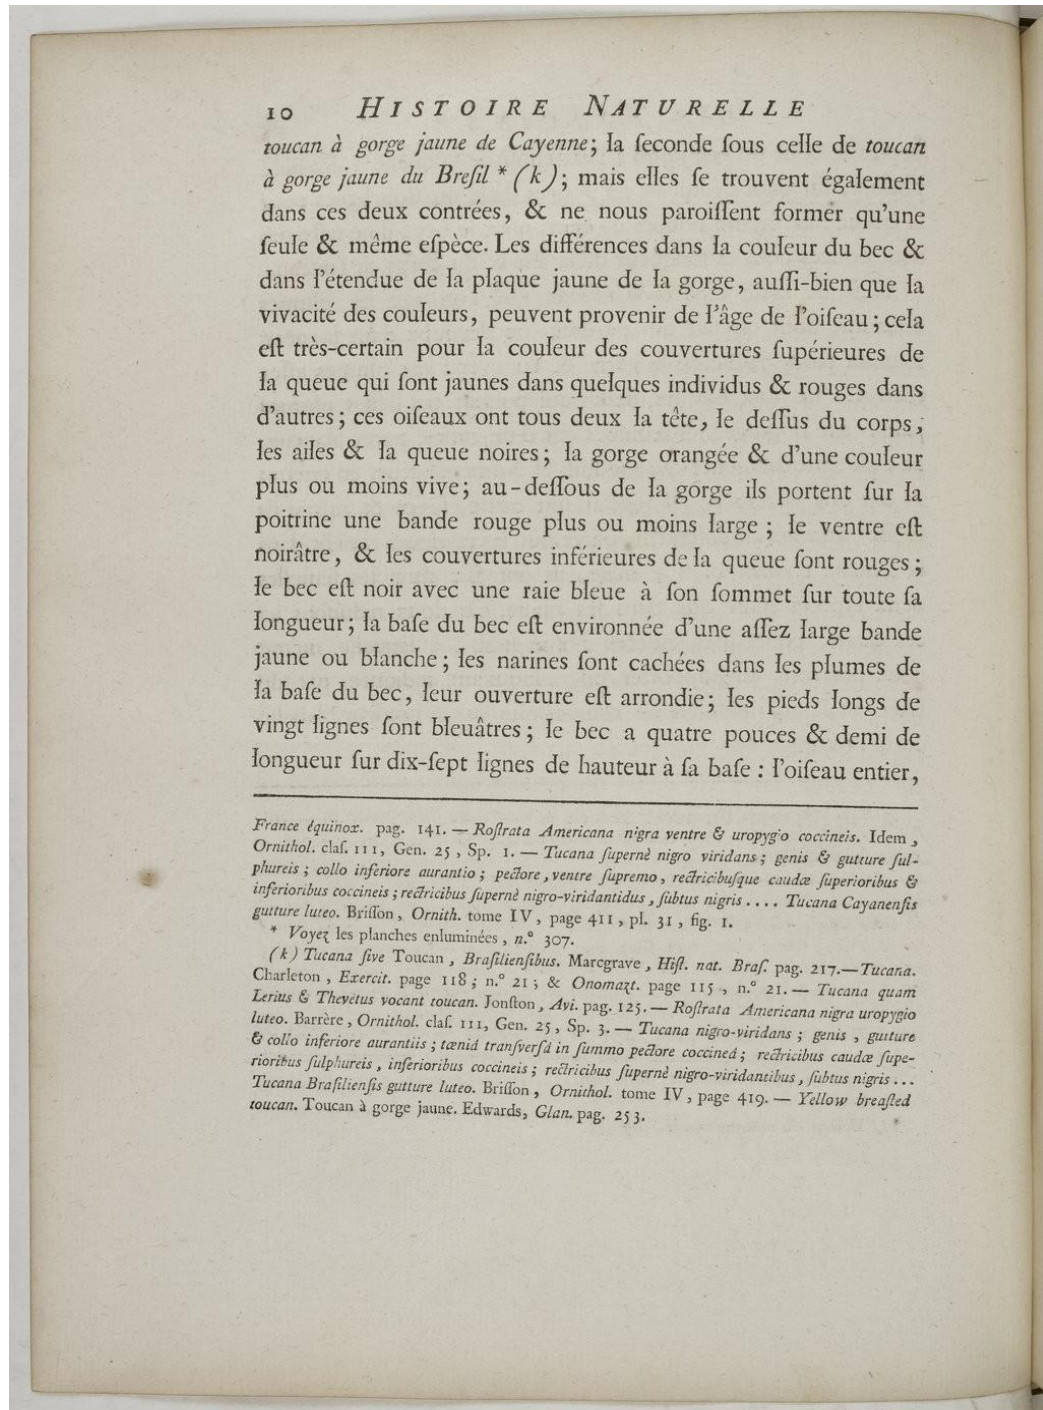 10 HISTOIRE NATURELLE
toucan à gorge jaune de Cayenne; la ſeconde ſous celle de toucan
à gorge jaune du Breſil * (k); mais elles ſe trouvent également
dans ces deux contrées, & ne nous paroiſſent former qu'une
ſeule & même eſpèce. Les différences dans la couleur du bec &
dans l'étendue de la plaque jaune de la gorge, auſſi-bien que la
vivacité des couleurs, peuvent provenir de l'âge de l'oiſeau; cela
eſt très-certain pour la couleur des couvertures ſupérieures de
la queue qui ſont jaunes dans quelques individus & rouges dans
d'autres; ces oiſeaux ont tous deux la tête, le deſſus du corps,
les ailes & la queue noires; la gorge orangée & d'une couleur
plus ou moins vive; au-deſſous de la gorge ils portent ſur la
poitrine une bande rouge plus ou moins large; le ventre eſt
noirâtre, & les couvertures inférieures de la queue ſont rouges;
le bec eſt noir avec une raie bleue à ſon ſommet ſur toute ſa
longueur; la baſe du bec eſt environnée d'une aſſez large bande
jaune ou blanche; les narines ſont cachées dans les plumes de
la baſe du bec, leur ouverture eſt arrondie; les pieds longs de
vingt lignes ſont bleuâtres; le bec a quatre pouces & demi de
longueur ſur dix-ſept lignes de hauteur à ſa baſe : l'oiſeau entier,
France équinox. pag. 141. — Roſtrata Americana nigra ventre & uropygio coccineis. Idem,
Ornithol. claſ. III, Gen. 25, Sp. 1. — Tucana ſupernè nigro viridans; genis & gutture ſul-
phureis; collo inferiore aurantio; pectore, ventre ſupremo, rectricibuſque caudæ ſuperioribus &
inferioribus coccineis; rectricibus ſupernè nigro-viridantidus, ſubtus nigris .... Tucana Cayanenſis
gutture luteo. Briſſon, Ornith. tome IV, page 411, pl. 31, fig. 1.
* Voyez les planches enluminées, n.° 307.
(k) Tucana ſive Toucan, Braſilienſibus. Marcgrave, Hiſt. nat. Braſ. pag. 217. — Tucana.
Charleton, Exercit. page 118; n.° 21; & Onomazt. page 115, n.° 21. — Tucana quam
Lerius & Thevetus vocant toucan. Jonſton, Avi. pag. 125. — Roſtrata Americana nigra uropygio
luteo. Barrère, Ornithol. claſ. III, Gen. 25, Sp. 3. — Tucana nigro-viridans; genis, gutture
& collo inferiore aurantiis; tæniâ tranſverſâ in ſummo pectore coccineâ; rectricibus caudæ ſupe-
rioribus ſulphureis, inferioribus coccineis; rectricibus ſupernè nigro-viridantibus, ſubtus nigris ...
Tucana Braſilienſis gutture luteo. Briſſon, Ornithol. tome IV, page 419. — Yellow breaſted
toucan. Toucan à gorge jaune. Edwards, Glan. pag. 253.